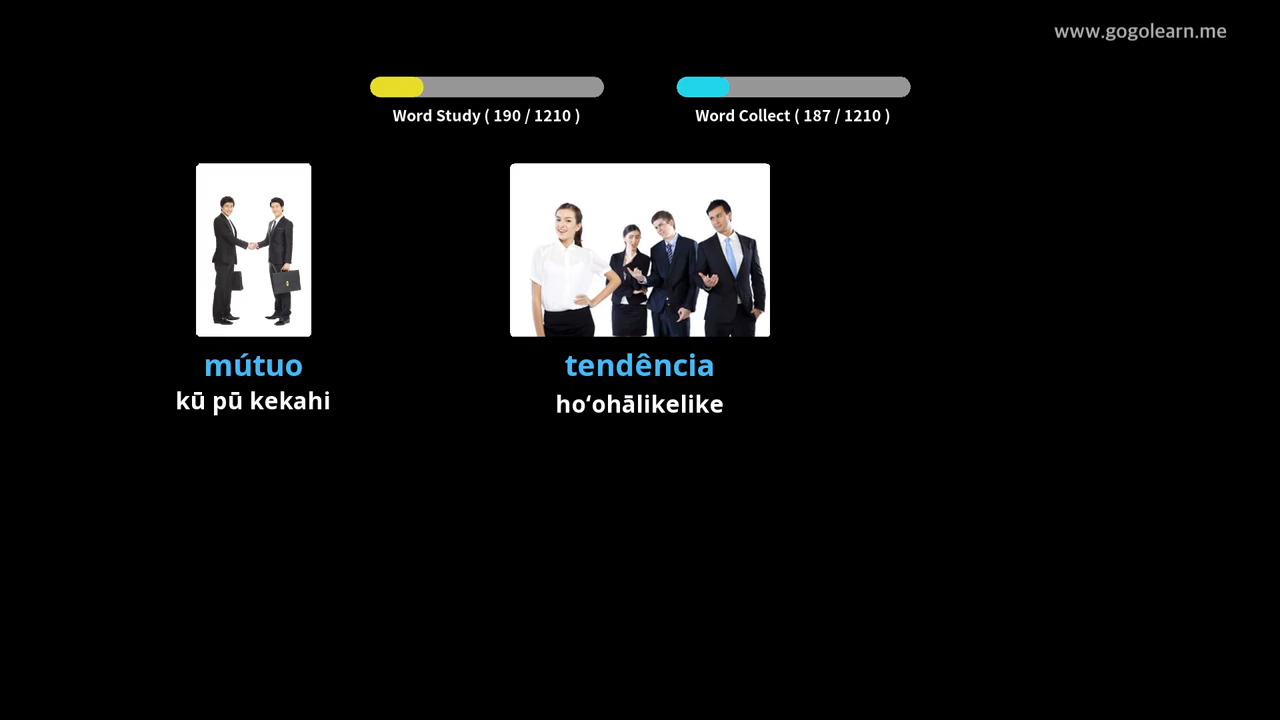 www.gogolearn.me
Word Study ( 190 / 1210 )
Word Collect ( 187 / 1210 )
mútuo
kū pū kekahi
tendência
hoʻohālikelike